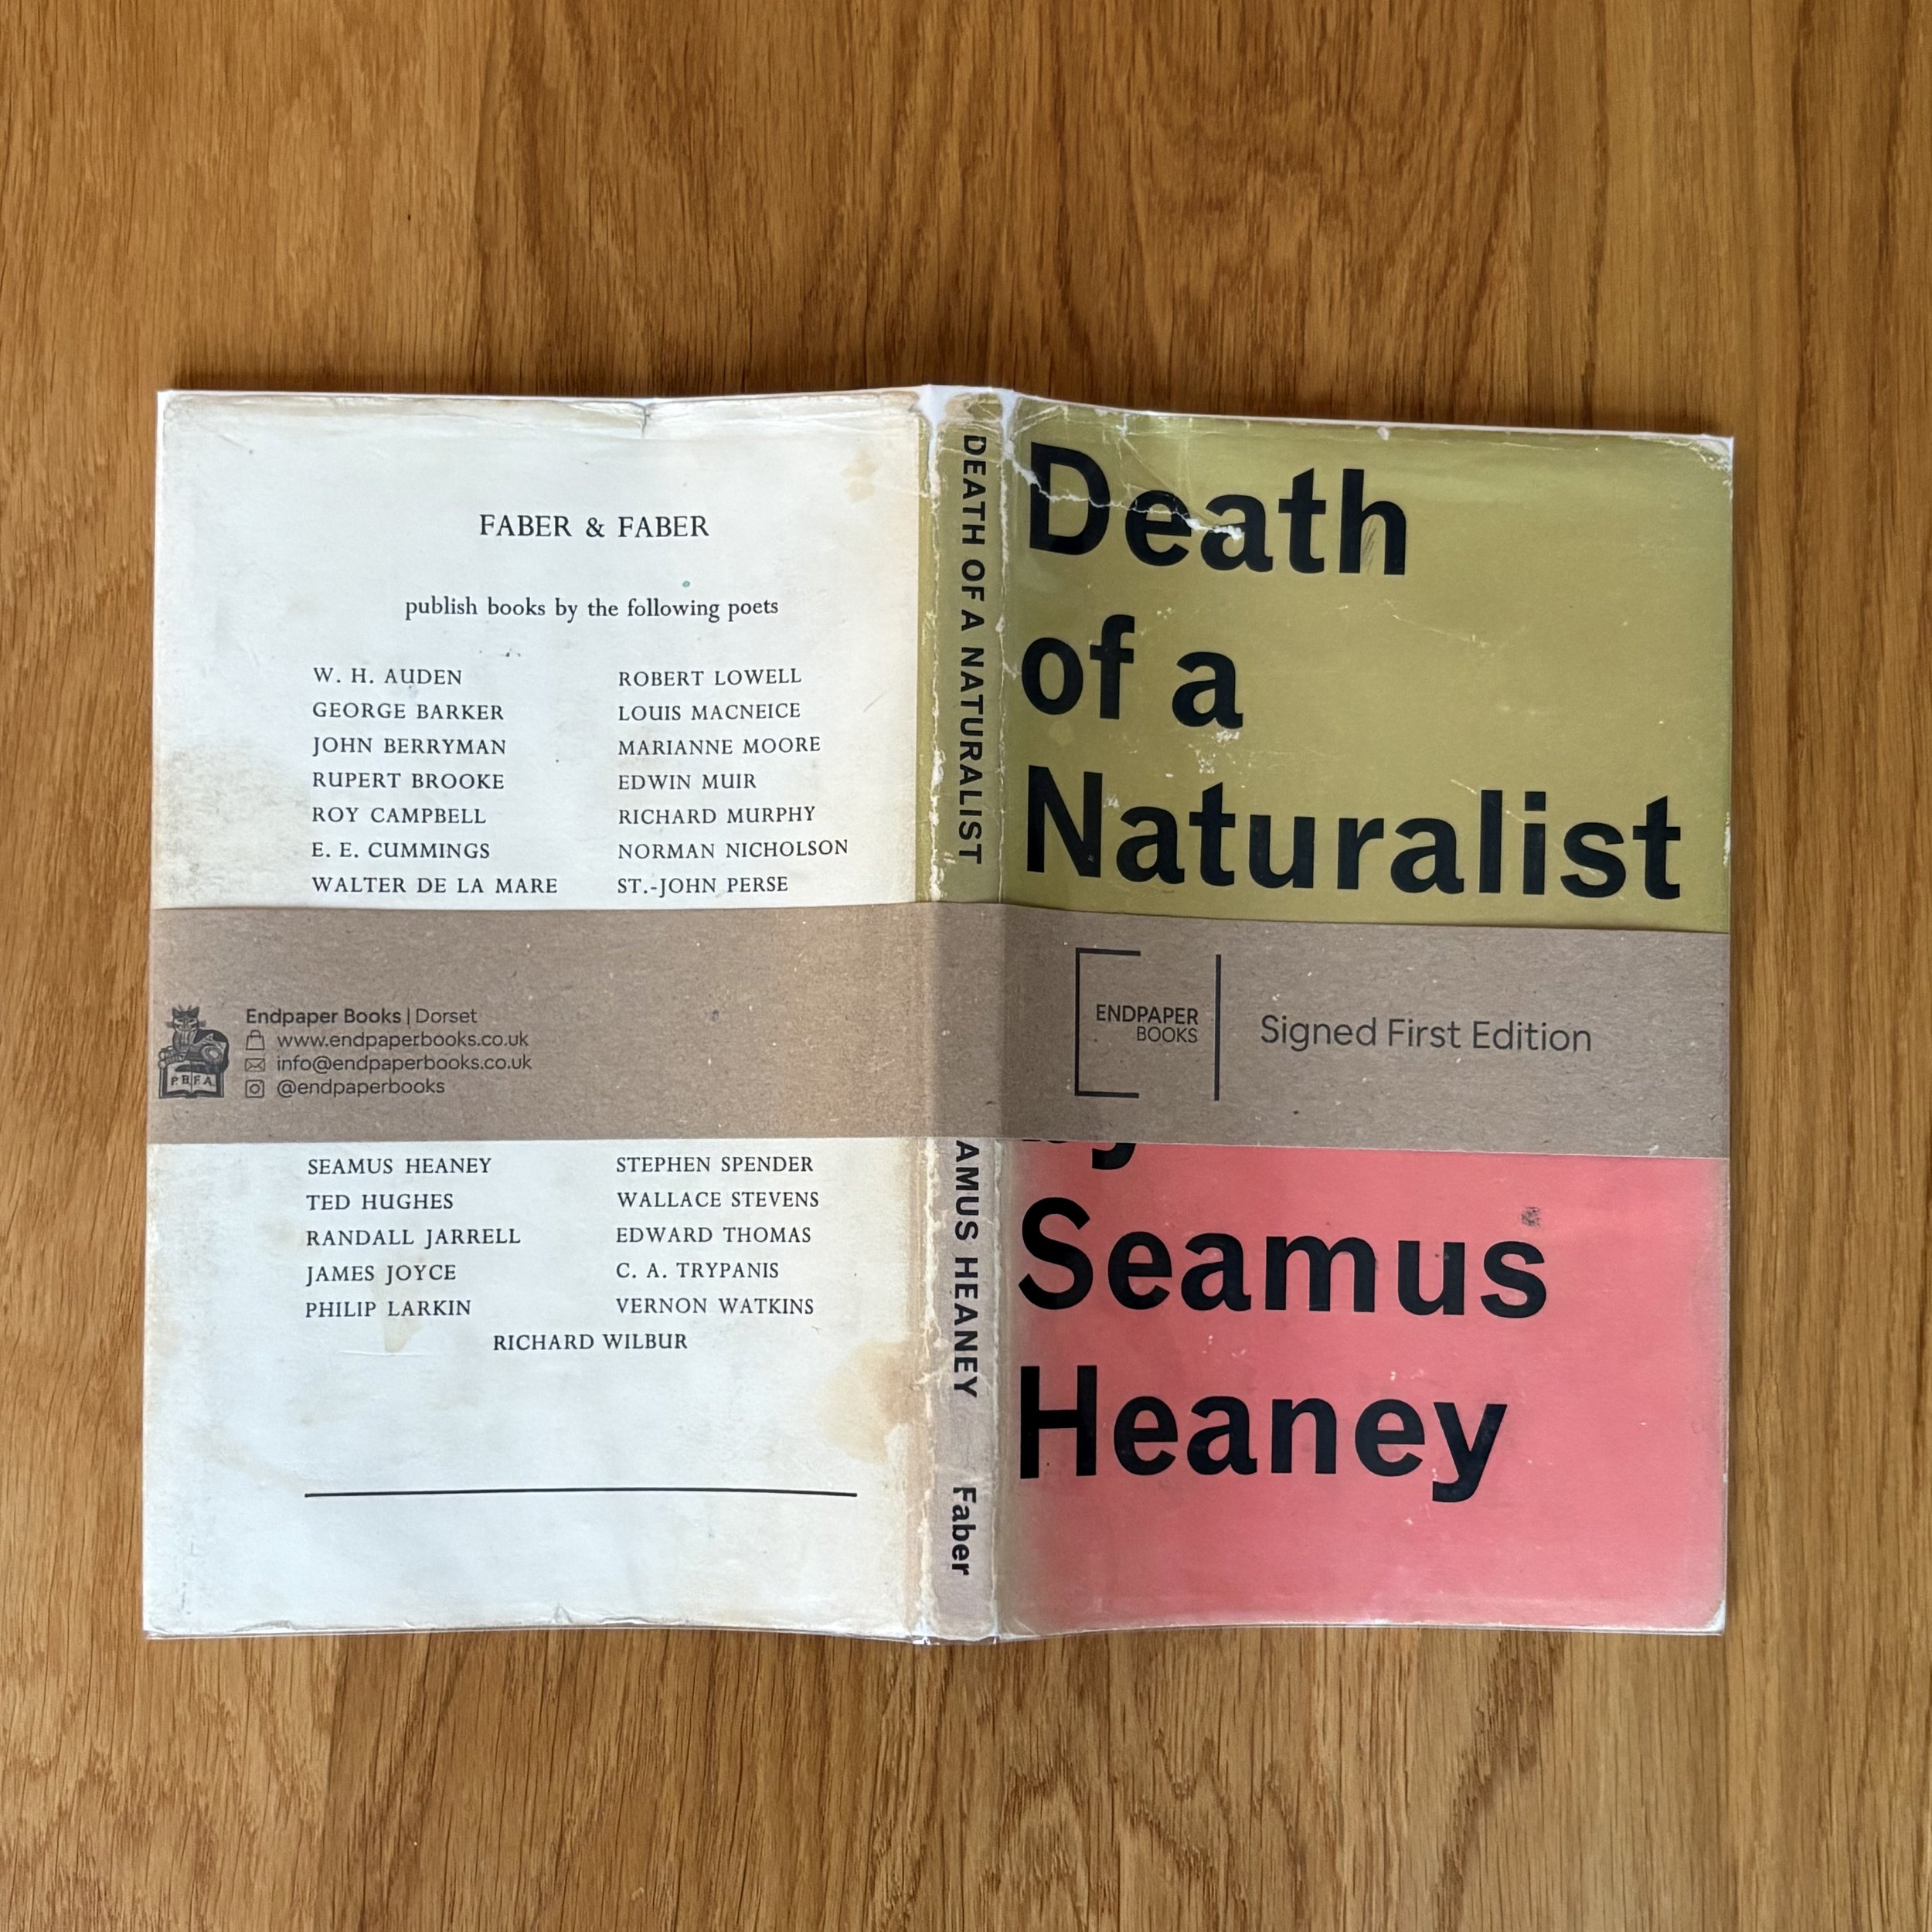 FABER & FABER
publish books by the following poets
W. H. AUDEN
GEORGE BARKER
JOHN BERRYMAN
RUPERT BROOKE
ROY CAMPBELL
E. E. CUMMINGS
WALTER DE LA MARE
ROBERT LOWELL
LOUIS MACNEICE
MARIANNE MOORE
EDWIN MUIR
RICHARD MURPHY
NORMAN NICHOLSON
ST.-JOHN PERSE
P.B.F.A.
Endpaper Books | Dorset
www.endpaperbooks.co.uk
info@endpaperbooks.co.uk
@endpaperbooks
SEAMUS HEANEY
TED HUGHES
RANDALL JARRELL
JAMES JOYCE
PHILIP LARKIN
STEPHEN SPENDER
WALLACE STEVENS
EDWARD THOMAS
C. A. TRYPANIS
VERNON WATKINS
RICHARD WILBUR
DEATH OF A NATURALIST
AMUS HEANEY
Faber
Death
of a
Naturalist
ENDPAPER
BOOKS
Signed First Edition
Seamus
Heaney